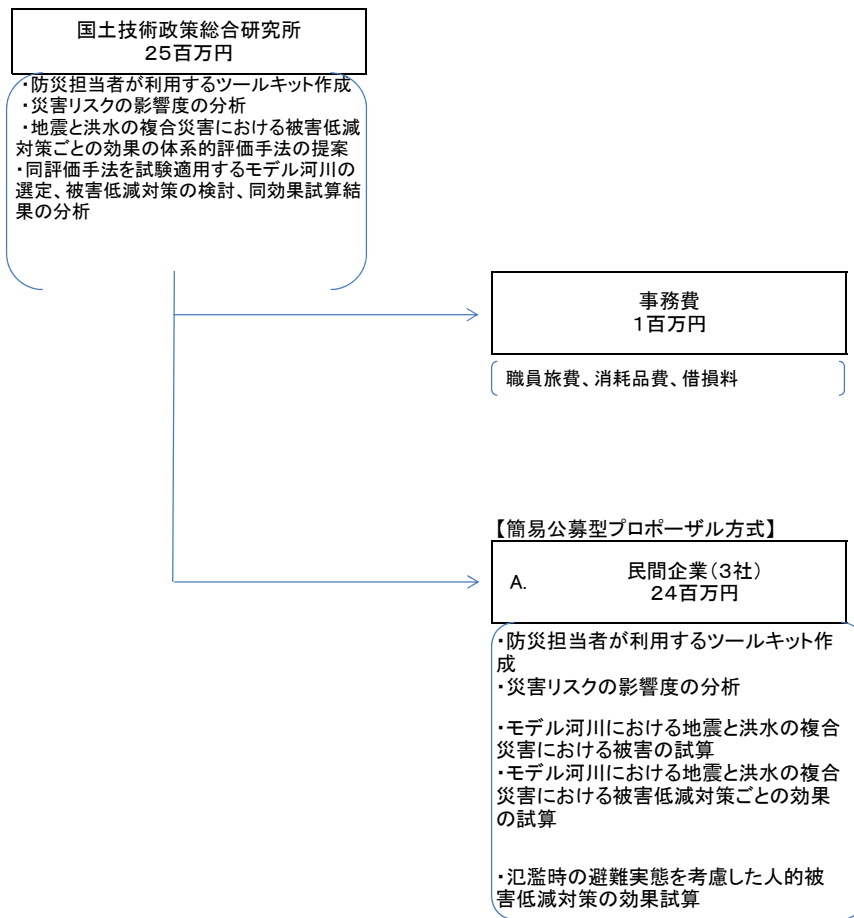 国土技術政策総合研究所
２５百万円
・防災担当者が利用するツールキット作成
・災害リスクの影響度の分析
・地震と洪水の複合災害における被害低減
対策ごとの効果の体系的評価手法の提案
・同評価手法を試験適用するモデル河川の
選定、被害低減対策の検討、同効果試算結
果の分析
事務費
１百万円
職員旅費、消耗品費、借損料
【簡易公募型プロポーザル方式】
A. 民間企業（３社）
２４百万円
・防災担当者が利用するツールキット作
成
・災害リスクの影響度の分析
・モデル河川における地震と洪水の複合
災害における被害の試算
・モデル河川における地震と洪水の複合
災害における被害低減対策ごとの効果
の試算
・氾濫時の避難実態を考慮した人的被
害低減対策の効果試算